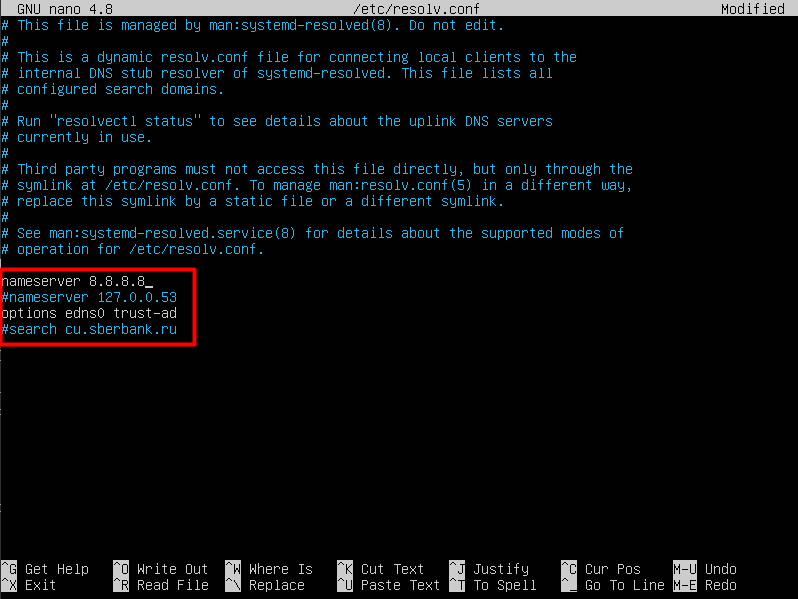 GNU nano 4.8 /etc/resolv.conf Modified
# This file is managed by man:systemd-resolved(8). Do not edit.
#
# This is a dynamic resolv.conf file for connecting local clients to the
# internal DNS stub resolver of systemd-resolved. This file lists all
# configured search domains.
#
# Run "resolvectl status" to see details about the uplink DNS servers
# currently in use.
#
# Third party programs must not access this file directly, but only through the
# symlink at /etc/resolv.conf. To manage man:resolv.conf(5) in a different way,
# replace this symlink by a static file or a different symlink.
#
# See man:systemd-resolved.service(8) for details about the supported modes of
# operation for /etc/resolv.conf.
nameserver 8.8.8.8_
#nameserver 127.0.0.53
options edns0 trust-ad
#search cu.sberbank.ru
^G Get Help ^O Write Out ^W Where Is ^K Cut Text ^J Justify ^C Cur Pos M-U Undo
^X Exit ^R Read File ^\ Replace ^U Paste Text ^T To Spell ^_ Go To Line M-E Redo